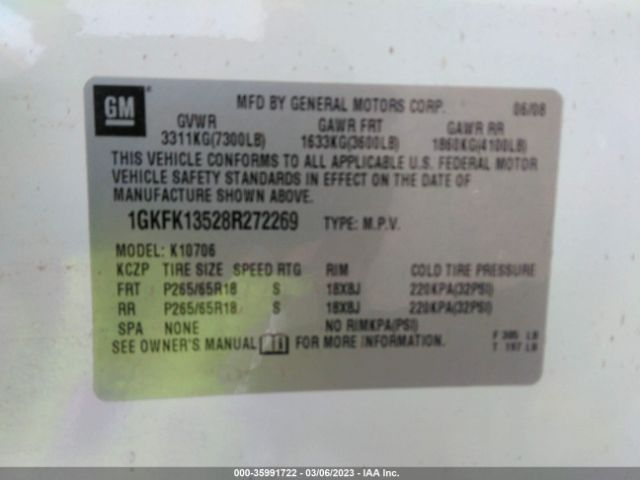 GM
MFD BY GENERAL MOTORS CORP. 06/08
GVWR GAWR FRT GAWR RR
3311KG(7300LB) 1633KG(3600LB) 1860KG(4100LB)
THIS VEHICLE CONFORMS TO ALL APPLICABLE U.S. FEDERAL MOTOR
VEHICLE SAFETY STANDARDS IN EFFECT ON THE DATE OF
MANUFACTURE SHOWN ABOVE.
1GKFK13528R272269 TYPE: M.P.V.
MODEL: K10706
KCZP TIRE SIZE SPEED RTG RIM COLD TIRE PRESSURE
FRT P265/65R18 S 18X8J 220KPA(32PSI)
RR P265/65R18 S 18X8J 220KPA(32PSI)
SPA NONE NO RIMKPA(PSI)
SEE OWNER'S MANUAL FOR MORE INFORMATION.
F 385 LB
T 197 LB
000-35991722 - 03/06/2023 - IAA Inc.